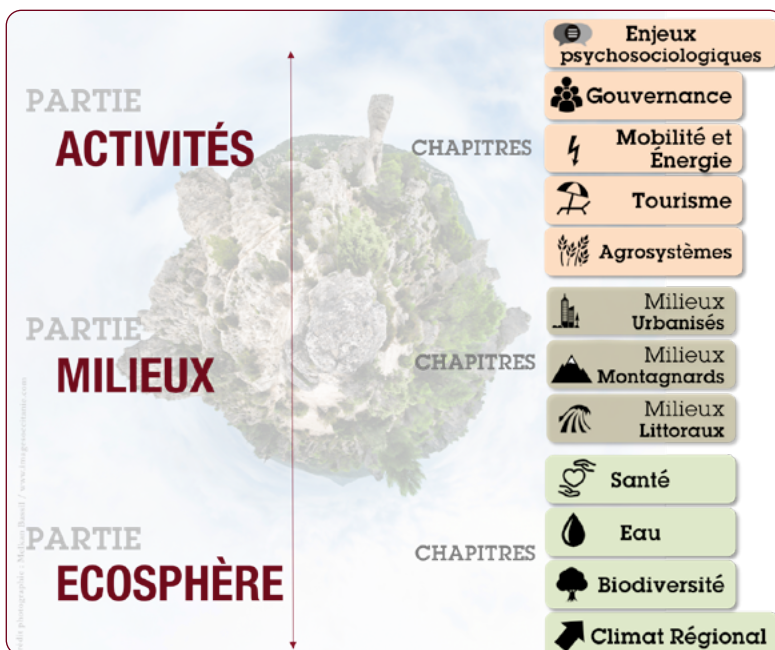 Enjeux
psychosociologiques
PARTIE
ACTIVITÉS
Gouvernance
CHAPITRES
Mobilité et
Énergie
Tourisme
Agrosystèmes
PARTIE
MILIEUX
CHAPITRES
Milieux
Urbanisés
Milieux
Montagnards
Milieux
Littoraux
PARTIE
ECOSPHÈRE
CHAPITRES
Santé
Eau
Biodiversité
Climat Régional